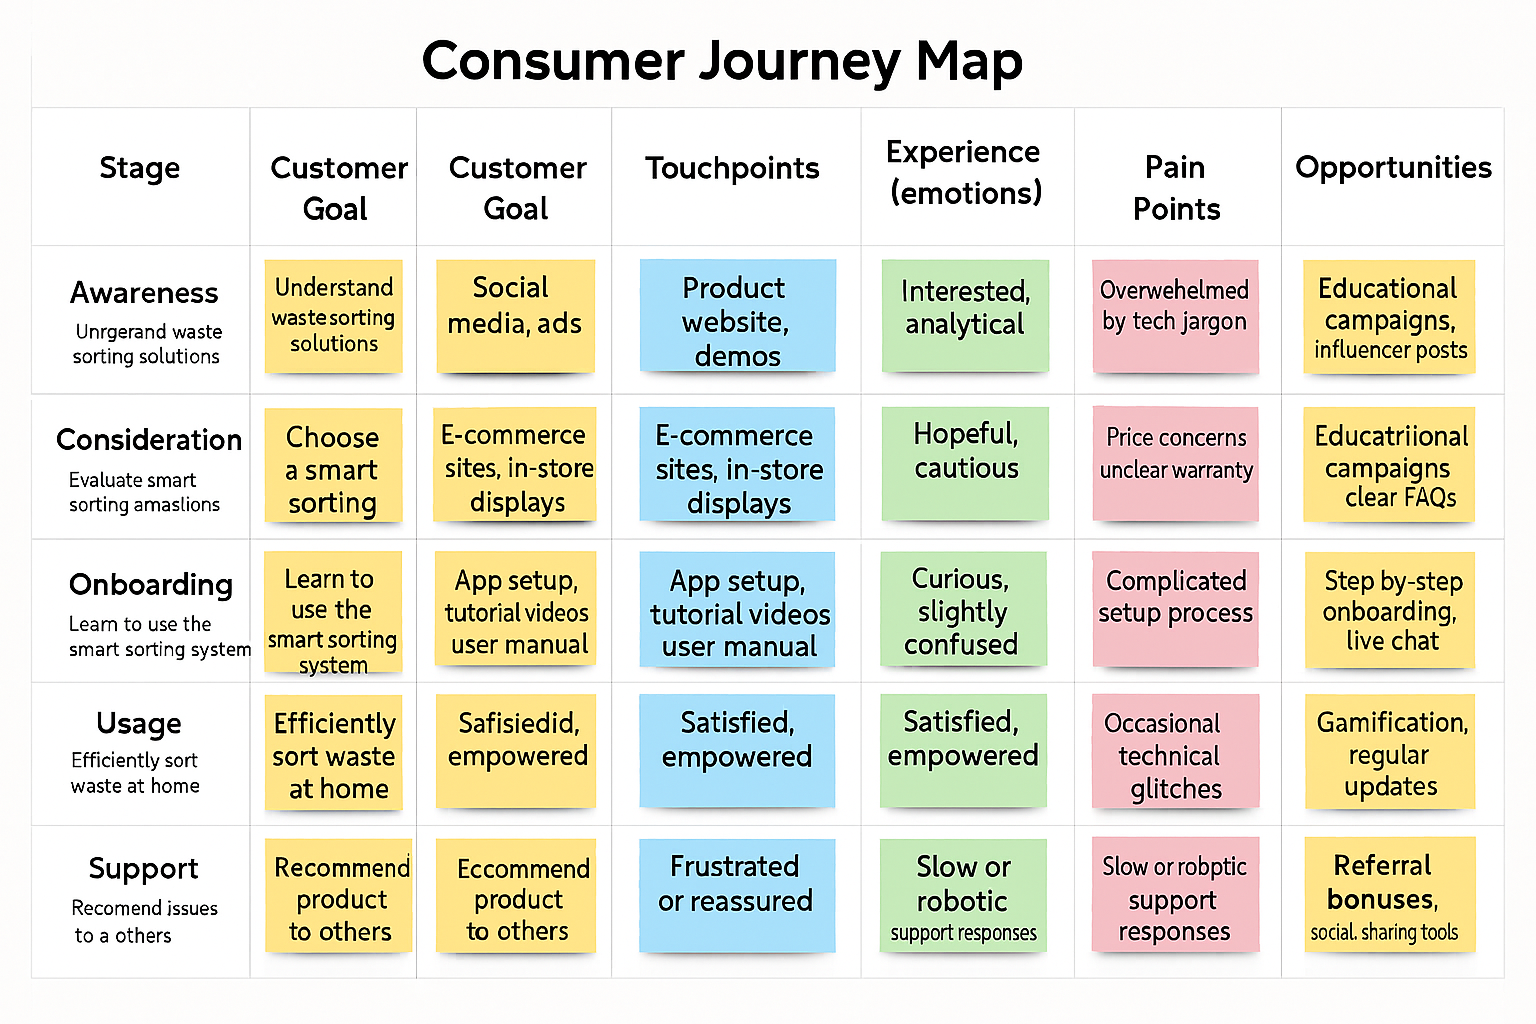 Consumer Journey Map
Stage
Customer
Goal
Customer
Goal
Touchpoints
Experience
(emotions)
Pain
Points
Opportunities
Awareness
Unrgerand waste
sorting solutions
Understand
waste sorting
solutions
Social
media, ads
Product
website,
demos
Interested,
analytical
Overwehelmed
by tech jargon
Educational
campaigns,
influencer posts
Consideration
Evaluate smart
sorting amaslions
Choose
a smart
sorting
E-commerce
sites, in-store
displays
E-commerce
sites, in-store
displays
Hopeful,
cautious
Price concerns
unclear warranty
Educatriional
campaigns
clear FAQs
Onboarding
Learn to use the
smart sorting system
Learn to
use the
smart sorting
system
App setup,
tutorial videos
user manual
App setup,
tutorial videos
user manual
Curious,
slightly
confused
Complicated
setup process
Step by-step
onboarding,
live chat
Usage
Efficiently sort
waste at home
Efficiently
sort waste
at home
Safisiedid,
empowered
Satisfied,
empowered
Satisfied,
empowered
Occasional
technical
glitches
Gamification,
regular
updates
Support
Recomend issues
to a others
Recommend
product
to others
Eccommend
product
to others
Frustrated
or reassured
Slow or
robotic
support responses
Slow or robptic
support
responses
Referral
bonuses,
social. sharing tools